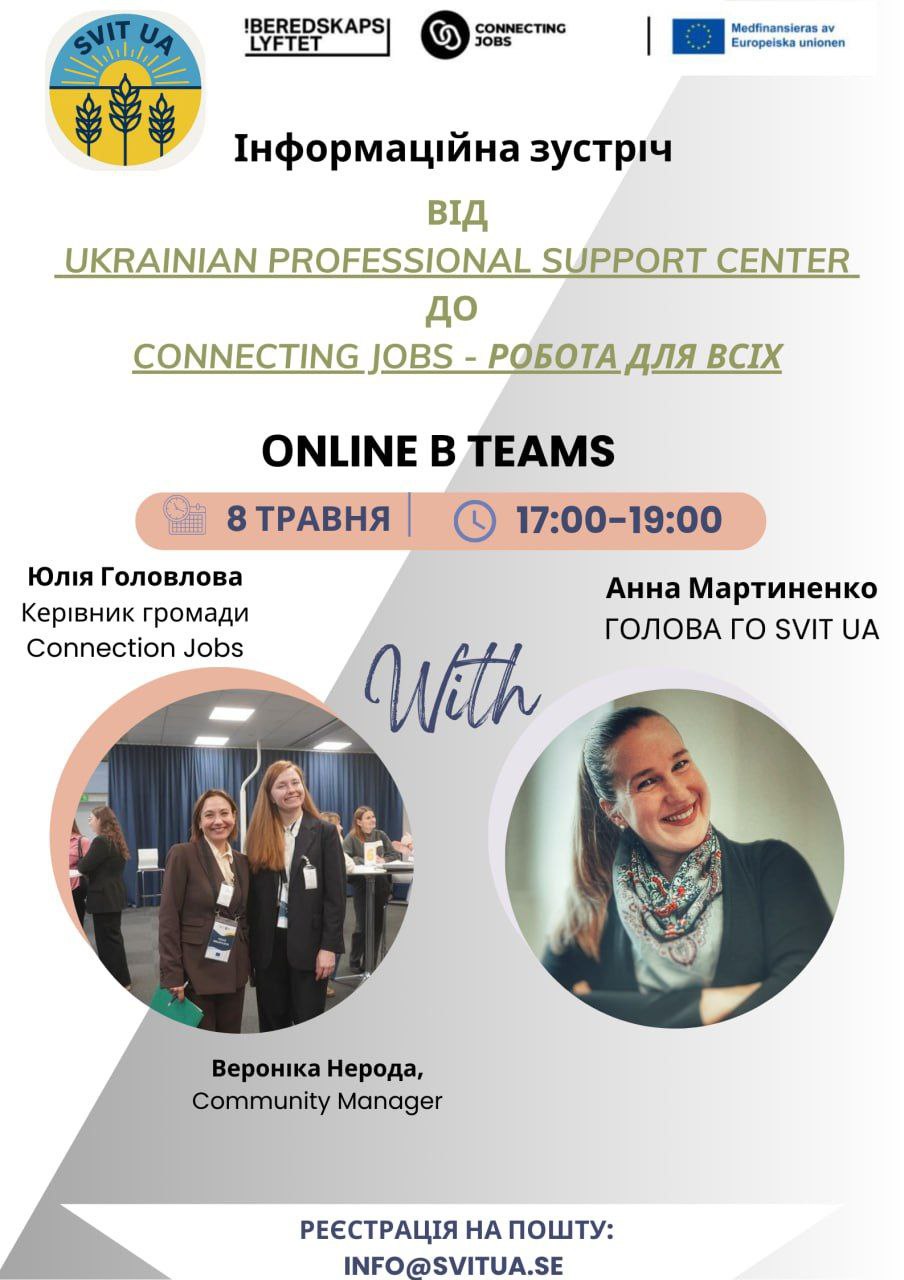 SVIT UA
!BEREDSKAPS
LYFTET
CONNECTING
JOBS
Medfinansieras av
Europeiska unionen
Інформаційна зустріч
ВІД
UKRAINIAN PROFESSIONAL SUPPORT CENTER
ДО
CONNECTING JOBS - РОБОТА ДЛЯ ВСІХ
ONLINE В TEAMS
8 ТРАВНЯ
17:00-19:00
Юлія Головлова
Керівник громади
Connection Jobs
Анна Мартиненко
ГОЛОВА ГО SVIT UA
With
6
Вероніка Нерода,
Community Manager
РЕЄСТРАЦІЯ НА ПОШТУ:
INFO@SVITUA.SE